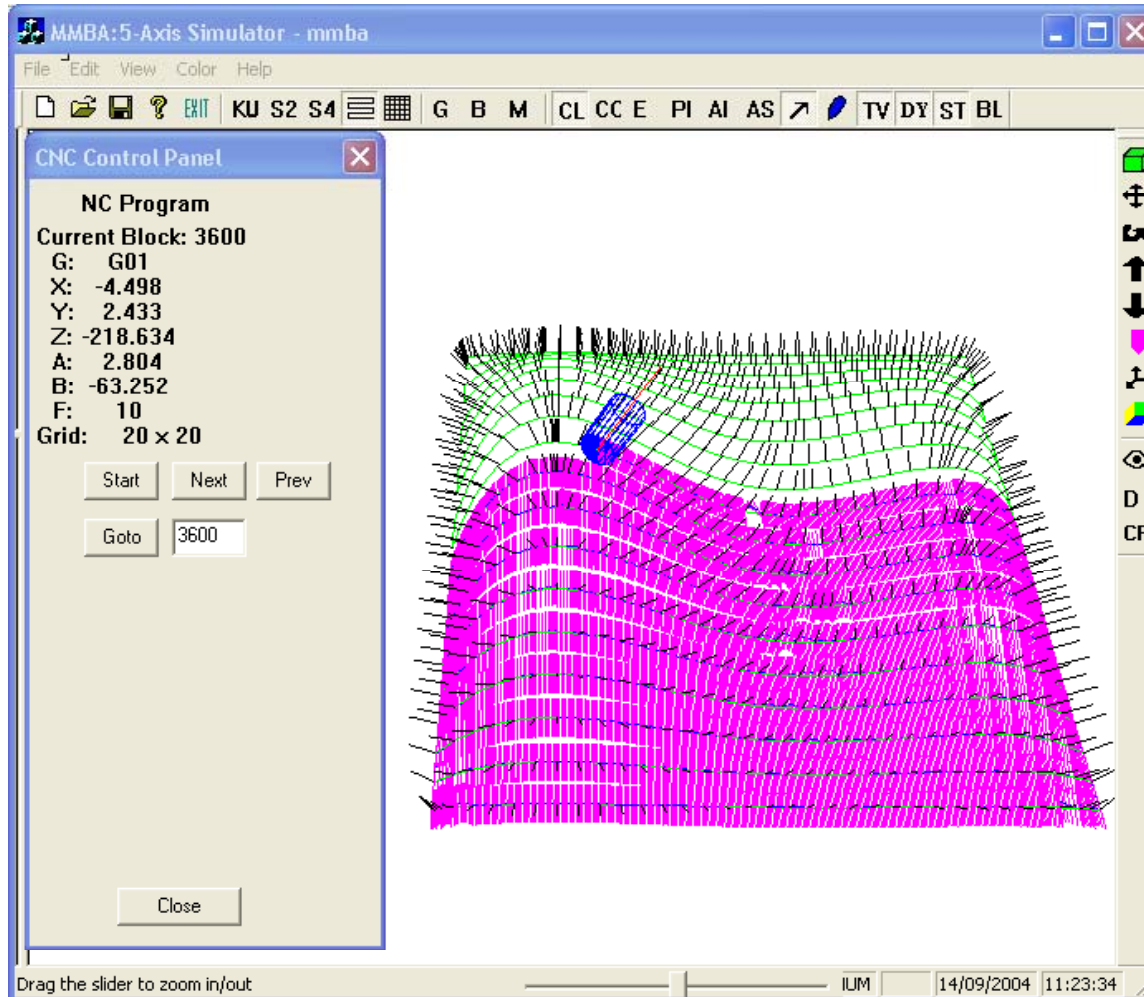 MMBA:5-Axis Simulator - mmba
File Edit View Color Help
EXIT KU S2 S4 G B M CL CC E PI AI AS TV DY ST BL
CNC Control Panel
NC Program
Current Block: 3600
G: G01
X: -4.498
Y: 2.433
Z: -218.634
A: 2.804
B: -63.252
F: 10
Grid: 20 × 20
Start Next Prev
Goto 3600
Close
D
Drag the slider to zoom in/out
14/09/2004 11:23:34